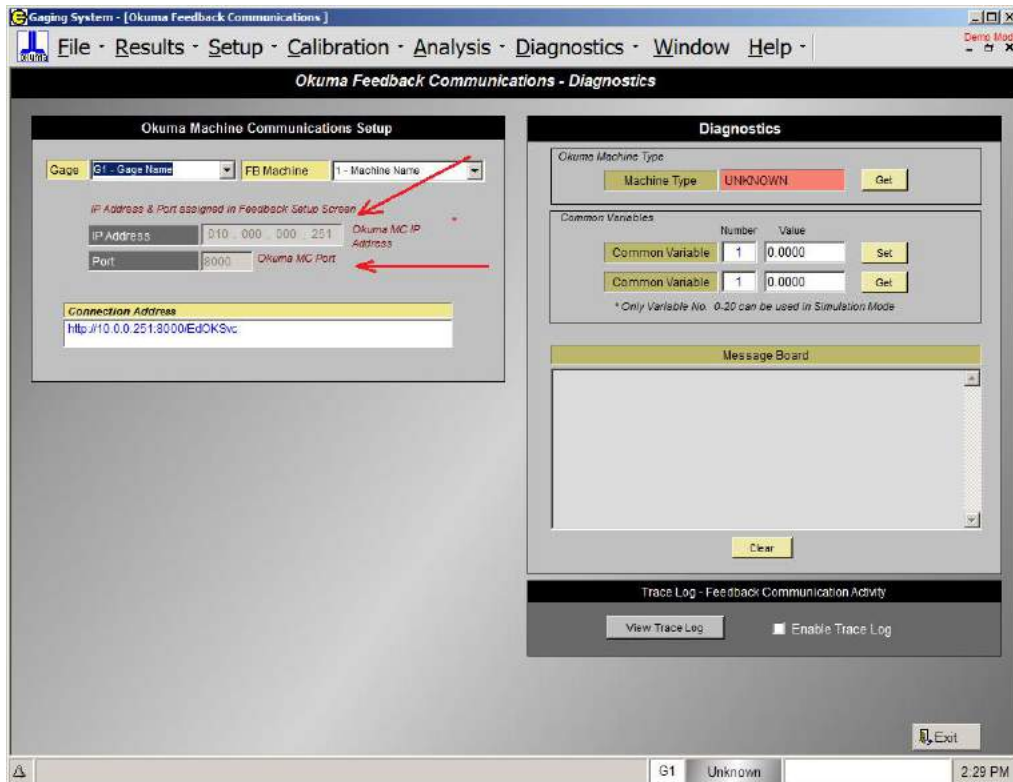 Gaging System - [Okuma Feedback Communications ]
OKUMA File - Results - Setup - Calibration - Analysis - Diagnostics - Window Help -
Demo Mod
Okuma Feedback Communications - Diagnostics
Okuma Machine Communications Setup
Gage G1 - Gage Name FB Machine 1 - Machine Name
IP Address & Port assigned in Feedback Setup Screen
IP Address 010 . 000 . 000 . 251 Okuma MC IP
Address
*
Port 8000 Okuma MC Port
Connection Address
http://10.0.0.251:8000/EdOKSvc
Diagnostics
Okuma Machine Type
Machine Type UNKNOWN Get
Common Variables
Number Value
Common Variable 1 0.0000 Set
Common Variable 1 0.0000 Get
* Only Variable No. 0-20 can be used in Simulation Mode
Message Board
Clear
Trace Log - Feedback Communication Activity
View Trace Log Enable Trace Log
Exit
G1 Unknown 2:29 PM